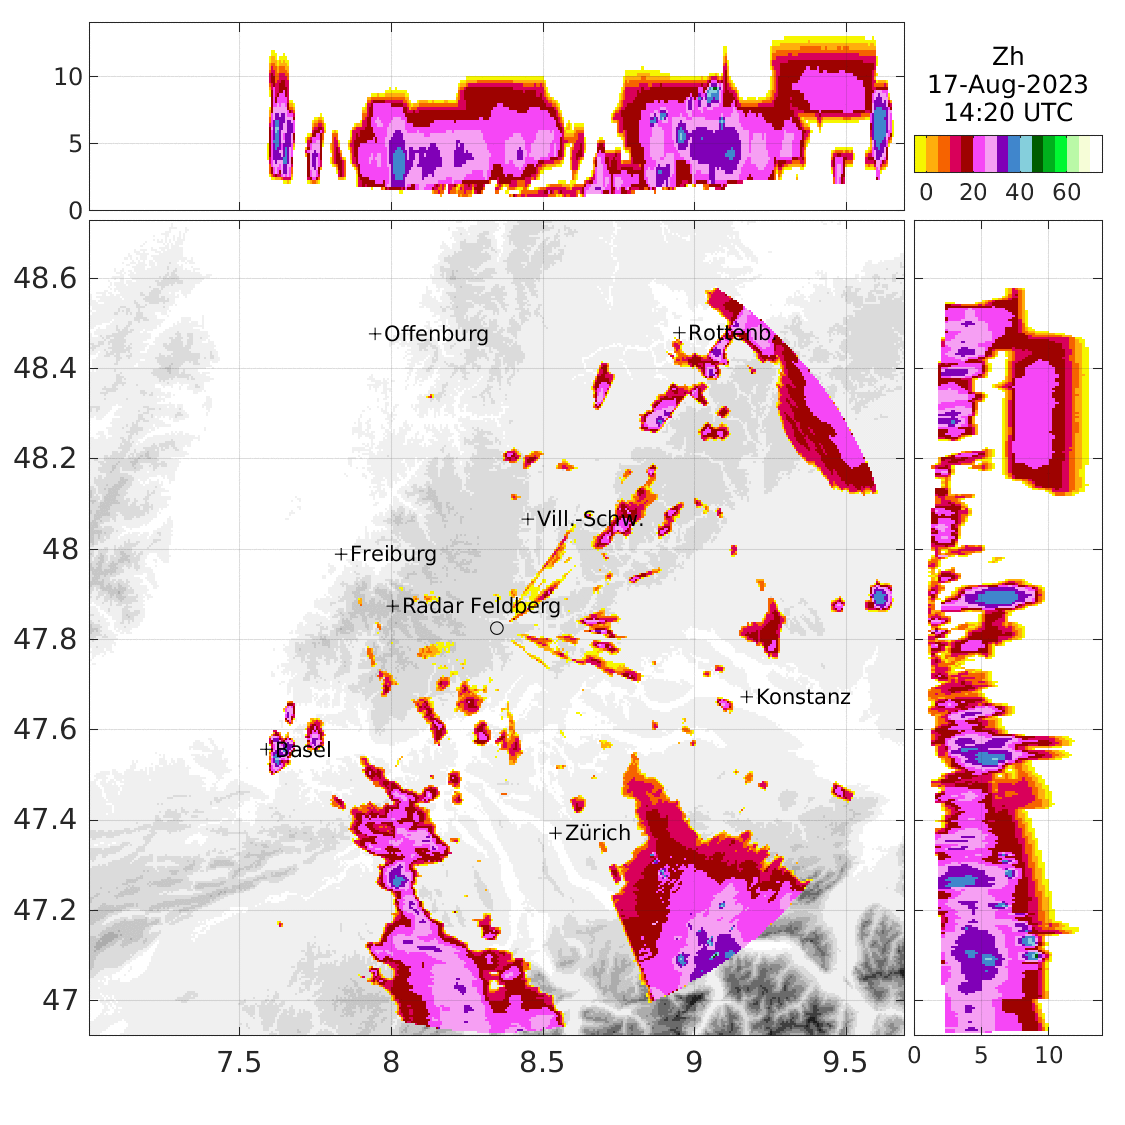 Zh
17-Aug-2023
14:20 UTC
0 20 40 60
10
5
0
48.6
48.4
48.2
48
47.8
47.6
47.4
47.2
47
+Offenburg
+Rottenb.
+Vill.-Schw.
+Freiburg
+Radar Feldberg
+Konstanz
+Basel
+Zürich
7.5 8 8.5 9 9.5
0 5 10